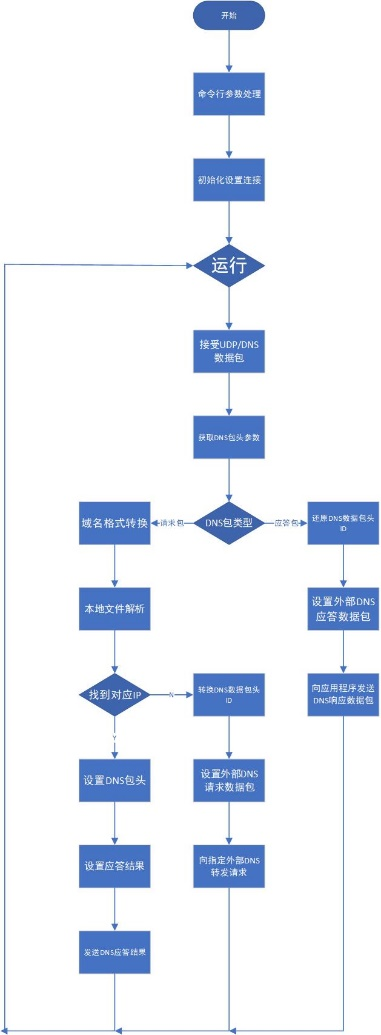 开始
命令行参数处理
初始化设置连接
运行
接受UDP/DNS
数据包
获取DNS包头参数
域名格式转换
请求包
DNS包类型
应答包
还原DNS数据包头
ID
本地文件解析
设置外部DNS
应答数据包
找到对应IP
N
转换DNS数据包头
ID
向应用程序发送
DNS响应数据包
Y
设置DNS包头
设置外部DNS
请求数据包
设置应答结果
向指定外部DNS
转发请求
发送DNS应答结果